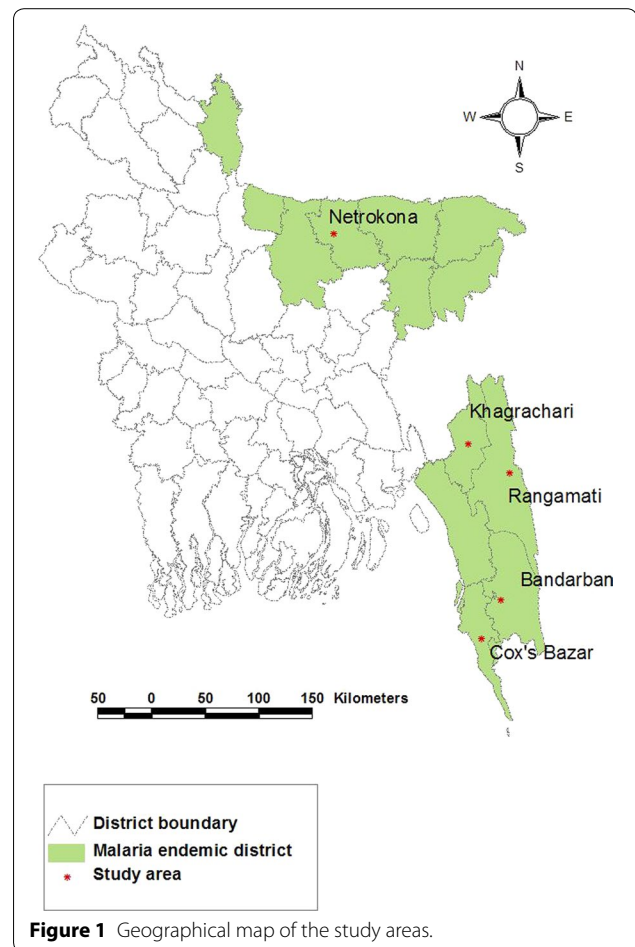 N
W E
S
Netrokona
Khagrachari
Rangamati
Bandarban
Cox's Bazar
50 0 50 100 150 Kilometers
District boundary
Malaria endemic district
Study area
Figure 1 Geographical map of the study areas.